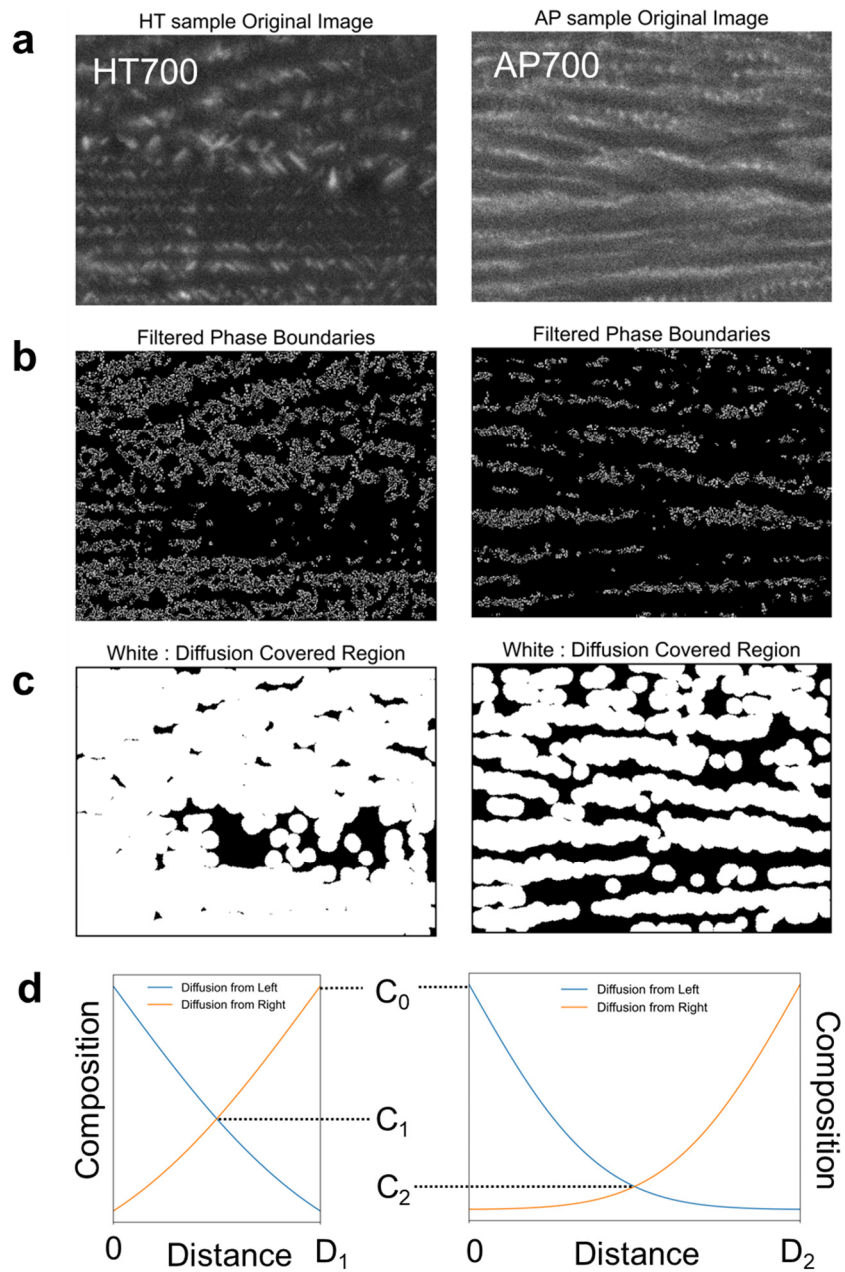 a
HT sample Original Image
AP sample Original Image
HT700
AP700
b
Filtered Phase Boundaries
Filtered Phase Boundaries
c
White : Diffusion Covered Region
White : Diffusion Covered Region
d
Diffusion from Left
Diffusion from Right
C₀
Diffusion from Left
Diffusion from Right
Composition
C₁
Composition
C₂
0
Distance
D₁
0
Distance
D₂